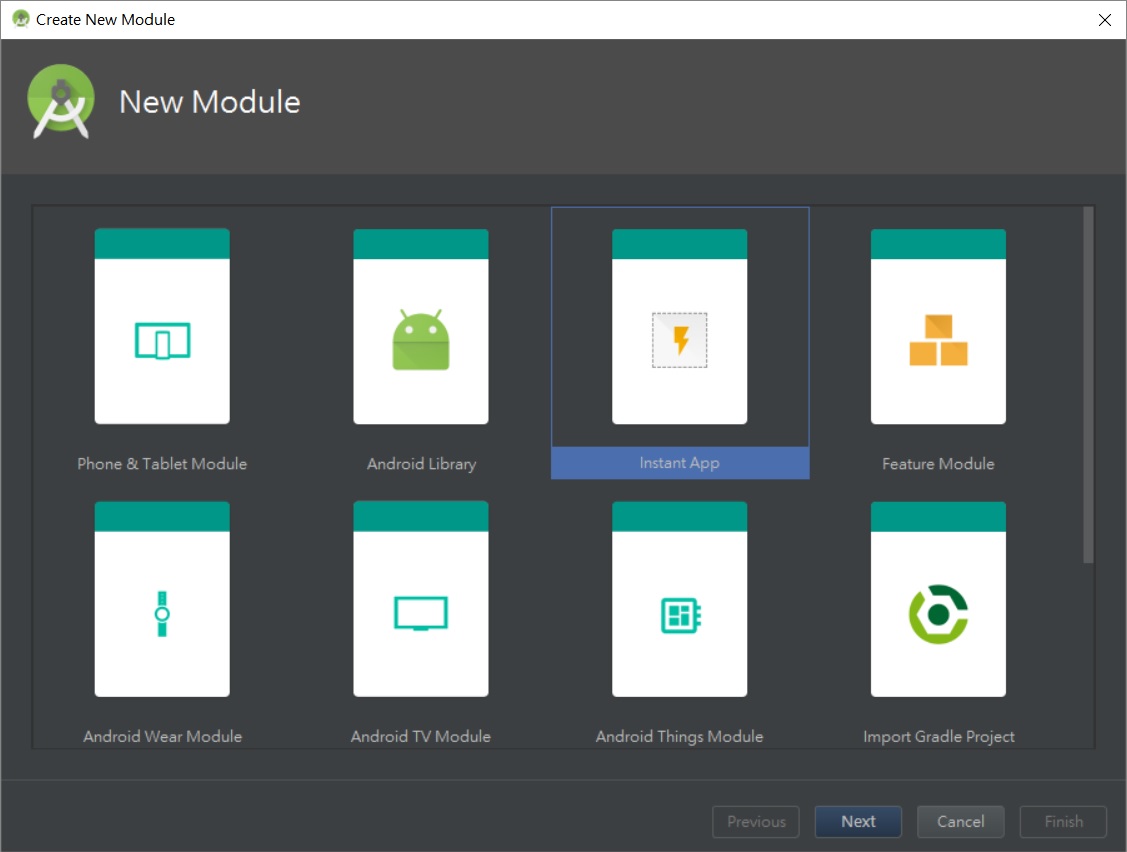 Create New Module
New Module
Phone & Tablet Module
Android Library
Instant App
Feature Module
Android Wear Module
Android TV Module
Android Things Module
Import Gradle Project
Previous
Next
Cancel
Finish